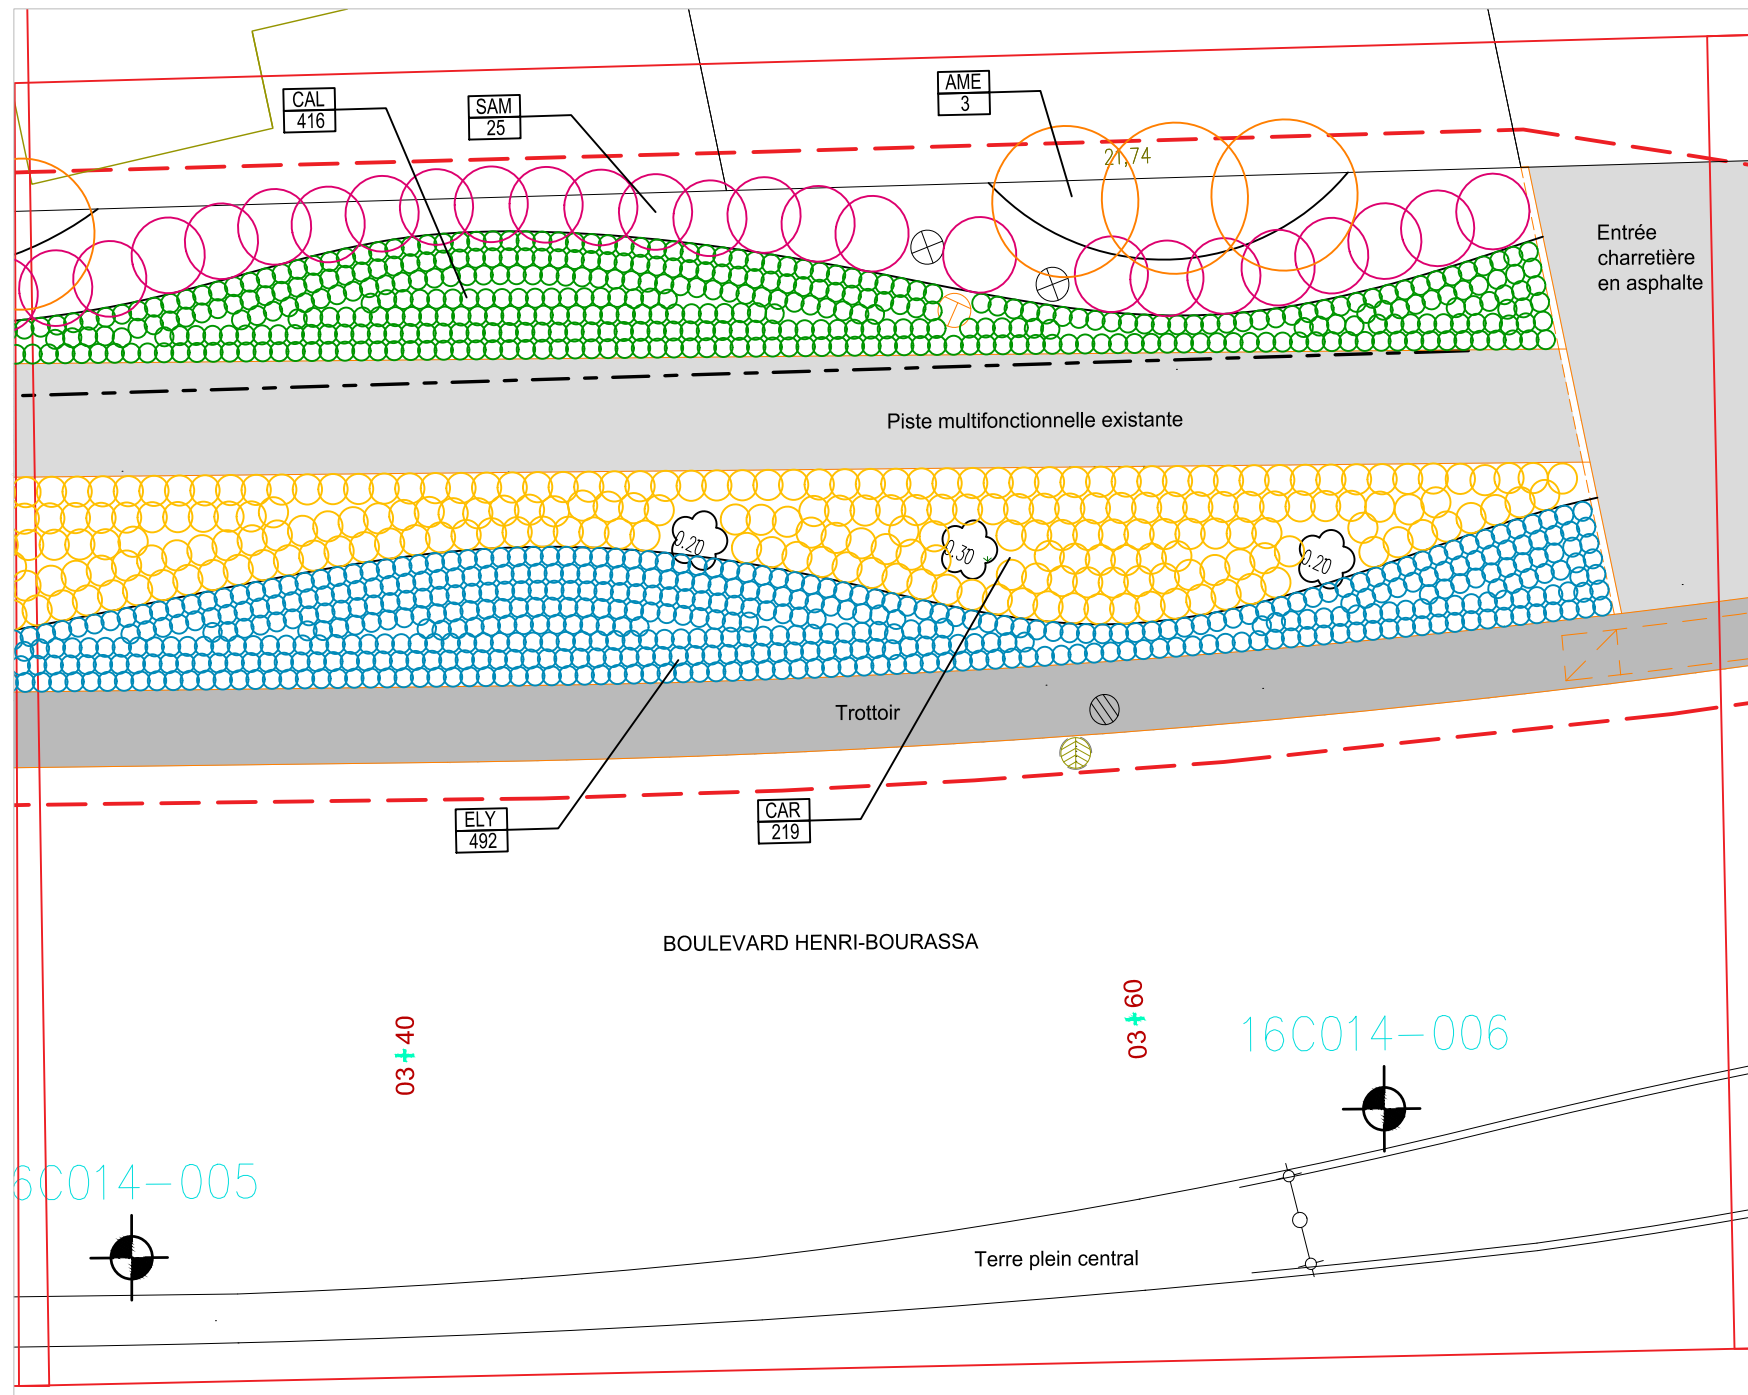 CAL
416
SAM
25
AME
3
21,74
Entrée
charretière
en asphalte
Piste multifonctionnelle existante
0.20
0.30
0.20
Trottoir
ELY
492
CAR
219
BOULEVARD HENRI-BOURASSA
03+40
03+60
16C014-006
6C014-005
Terre plein central